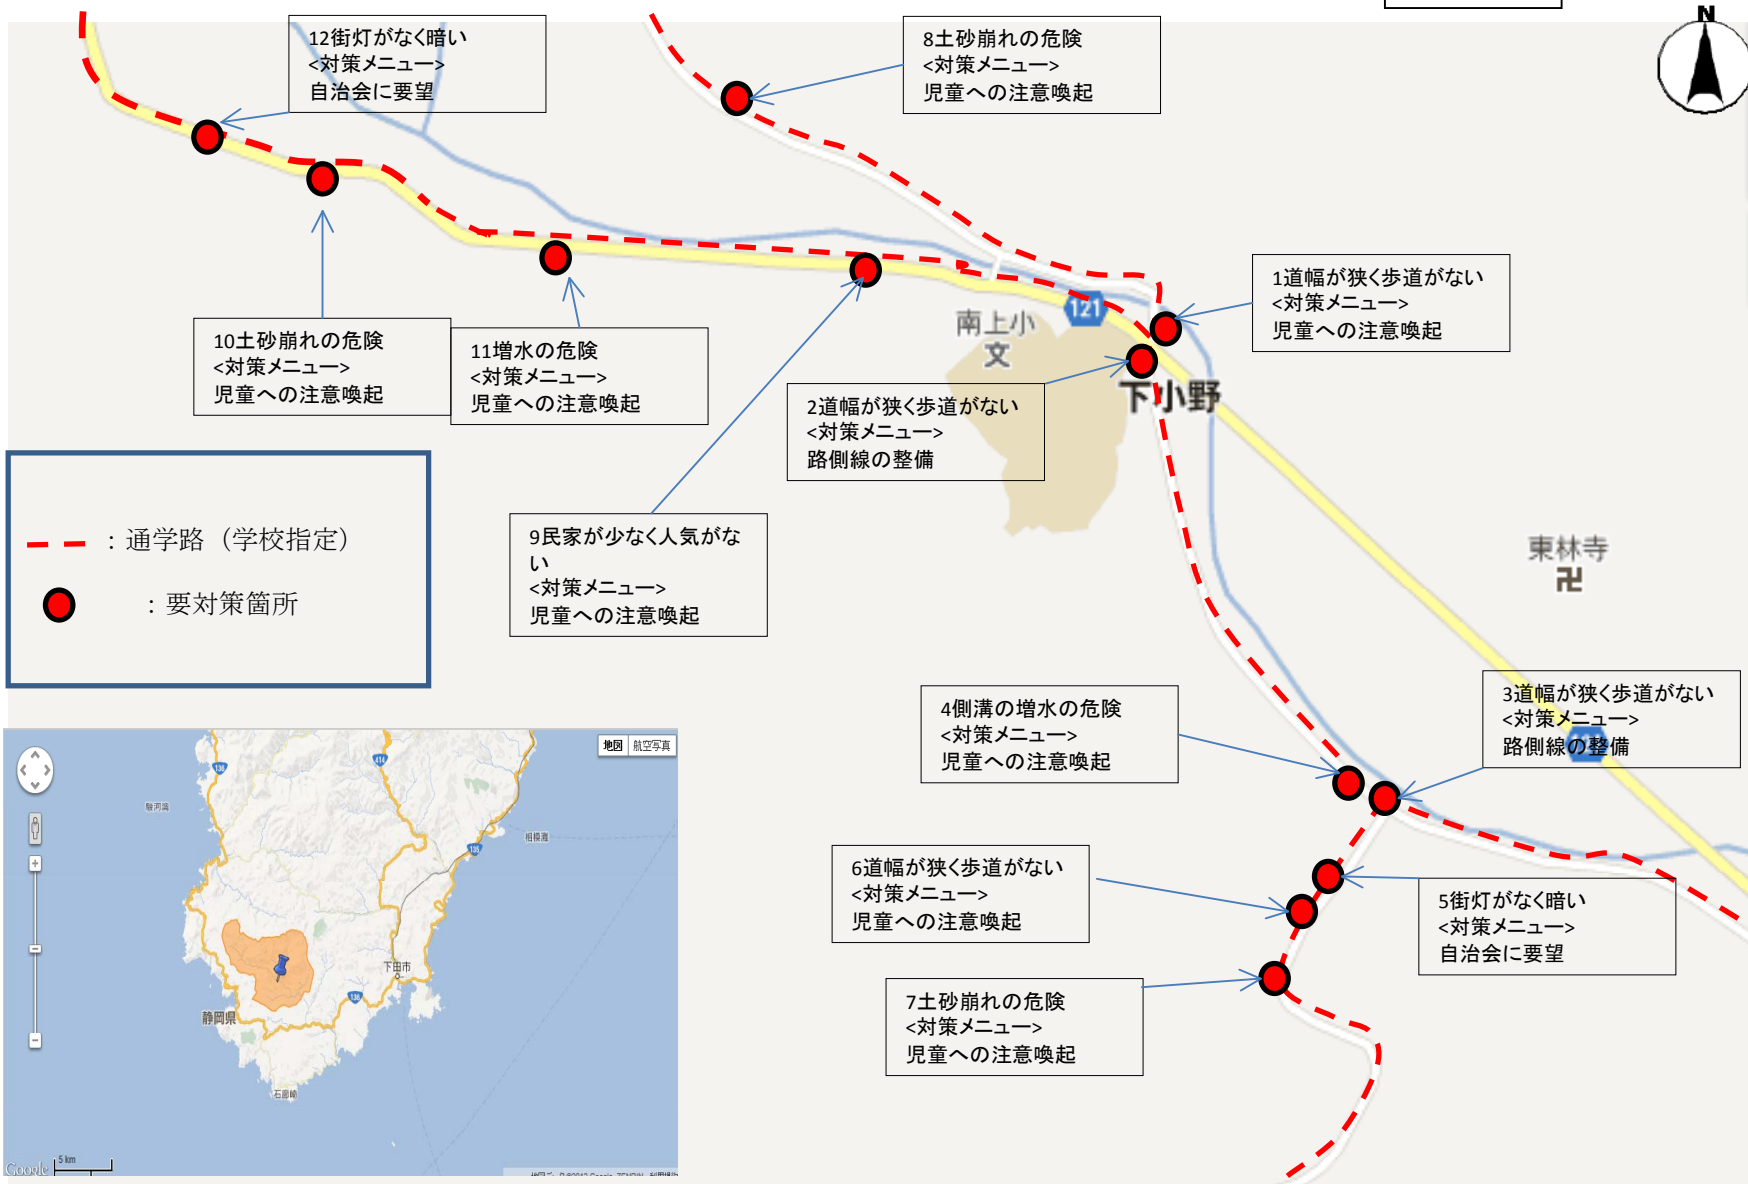 N
12街灯がなく暗い
<対策メニュー>
自治会に要望
8土砂崩れの危険
<対策メニュー>
児童への注意喚起
1道幅が狭く歩道がない
<対策メニュー>
児童への注意喚起
10土砂崩れの危険
<対策メニュー>
児童への注意喚起
11増水の危険
<対策メニュー>
児童への注意喚起
南上小
文
121
下小野
2道幅が狭く歩道がない
<対策メニュー>
路側線の整備
9民家が少なく人気がな
い
<対策メニュー>
児童への注意喚起
：通学路（学校指定）
：要対策箇所
東林寺
卍
4側溝の増水の危険
<対策メニュー>
児童への注意喚起
3道幅が狭く歩道がない
<対策メニュー>
路側線の整備
6道幅が狭く歩道がない
<対策メニュー>
児童への注意喚起
5街灯がなく暗い
<対策メニュー>
自治会に要望
7土砂崩れの危険
<対策メニュー>
児童への注意喚起
地図
航空写真
136
414
駿河湾
相模灘
135
下田市
136
静岡県
石廊崎
Google
5 km